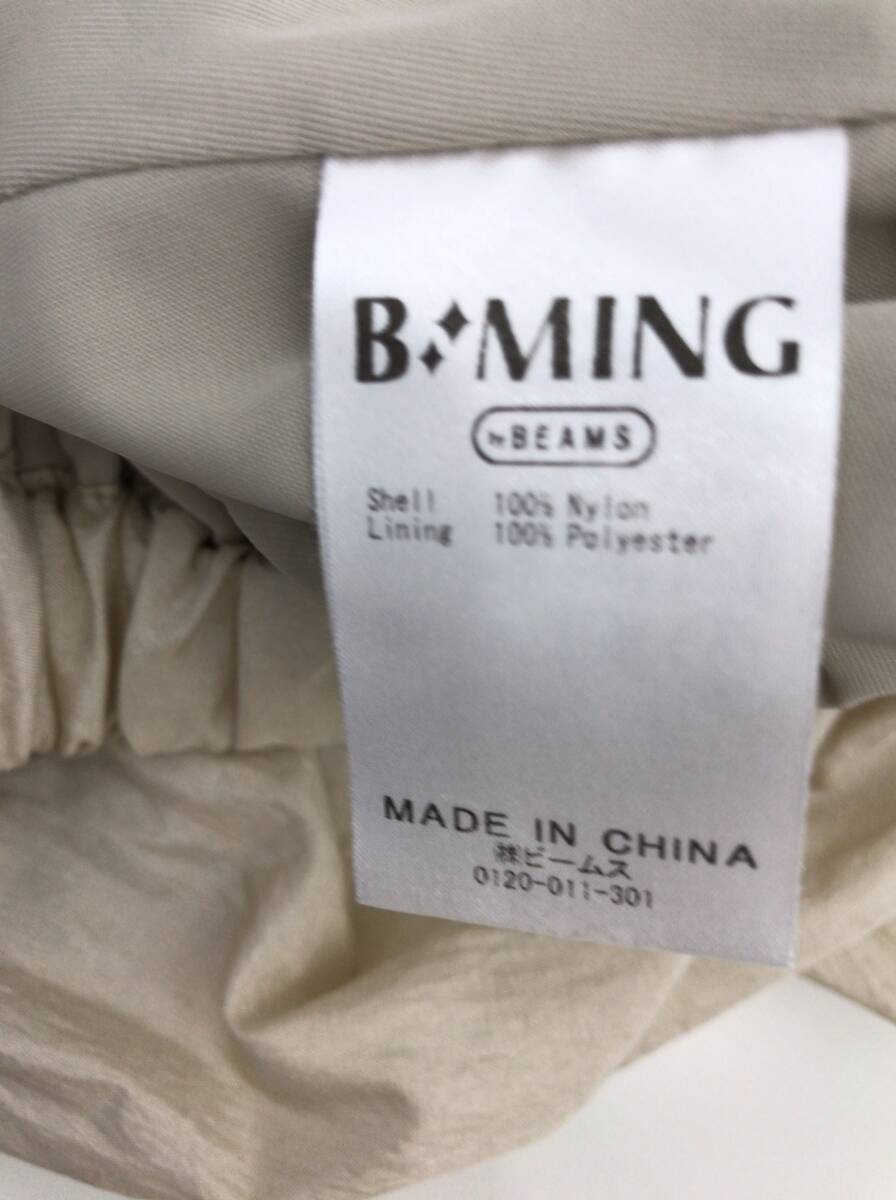 B MING
by BEAMS
Shell 100% Nylon
Lining 100% Polyester
MADE IN CHINA
㈱ビームス
0120-011-301